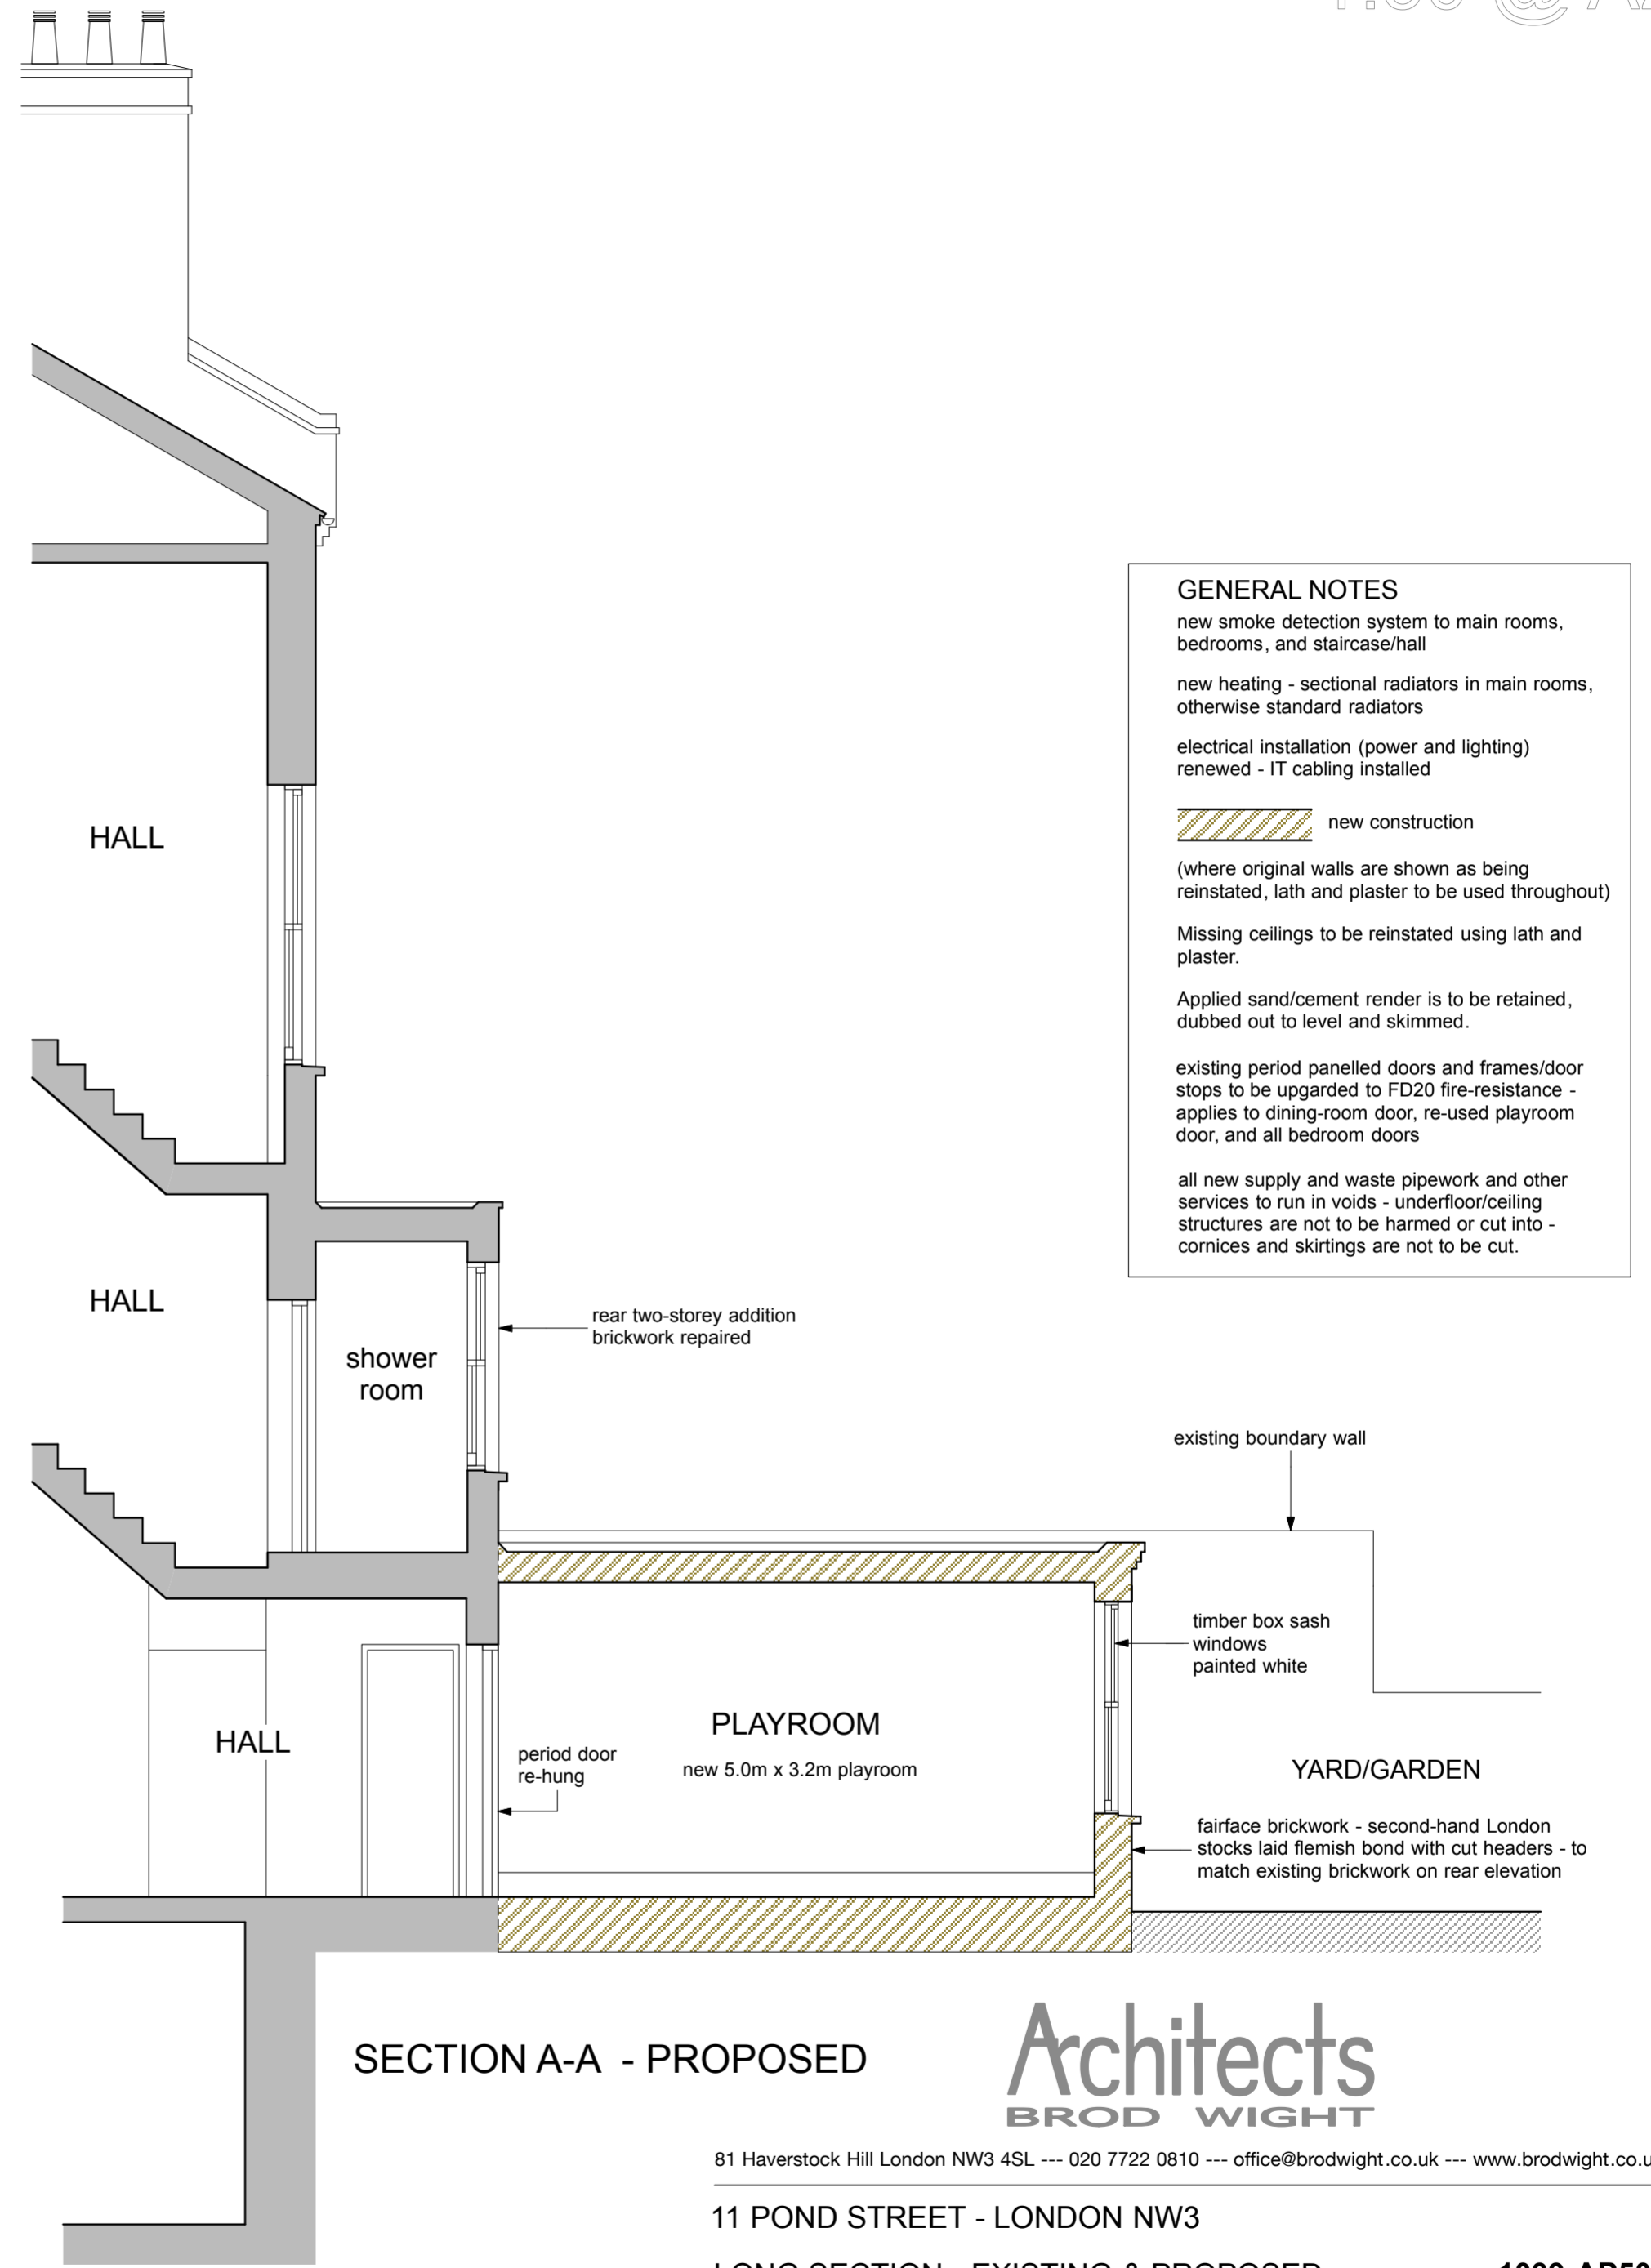 GENERAL NOTES
new smoke detection system to main rooms,
bedrooms, and staircase/hall
new heating - sectional radiators in main rooms,
otherwise standard radiators
electrical installation (power and lighting)
renewed - IT cabling installed
new construction
(where original walls are shown as being
reinstated, lath and plaster to be used throughout)
Missing ceilings to be reinstated using lath and
plaster.
Applied sand/cement render is to be retained,
dubbed out to level and skimmed.
existing period panelled doors and frames/door
stops to be upgarded to FD20 fire-resistance -
applies to dining-room door, re-used playroom
door, and all bedroom doors
all new supply and waste pipework and other
services to run in voids - underfloor/ceiling
structures are not to be harmed or cut into -
cornices and skirtings are not to be cut.
HALL
HALL
shower
room
rear two-storey addition
brickwork repaired
existing boundary wall
timber box sash
windows
painted white
HALL
period door
re-hung
PLAYROOM
new 5.0m x 3.2m playroom
YARD/GARDEN
fairface brickwork - second-hand London
stocks laid flemish bond with cut headers - to
match existing brickwork on rear elevation
SECTION A-A - PROPOSED
Architects
BROD WIGHT
81 Haverstock Hill London NW3 4SL --- 020 7722 0810 --- office@brodwight.co.uk --- www.brodwight.co.u
11 POND STREET - LONDON NW3
LONG SECTION - EXISTING & PROPOSED